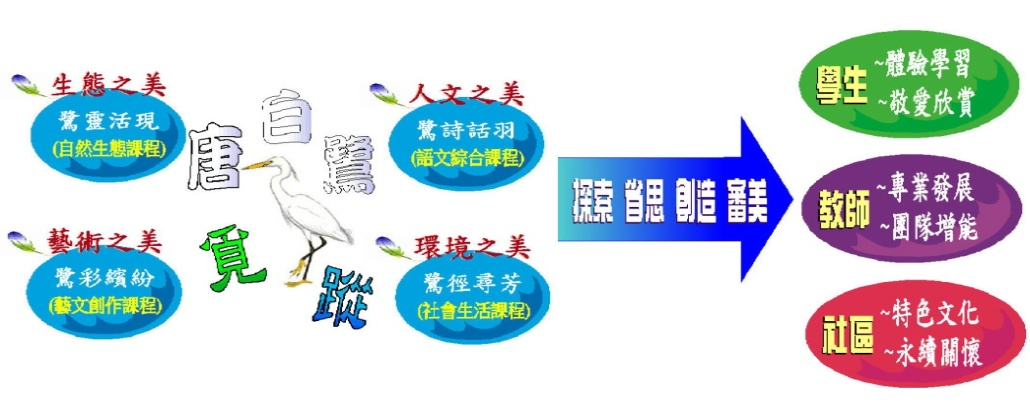 生態之美
鷺靈活現
(自然生態課程)
人文之美
鷺詩話羽
(語文綜合課程)
白
唐
鷺
覓
蹤
藝術之美
鷺彩繽紛
(藝文創作課程)
環境之美
鷺徑尋芳
(社會生活課程)
探索 省思 創造 審美
學生
~體驗學習
~敬愛欣賞
教師
~專業發展
~團隊增能
社區
~特色文化
~永續關懷